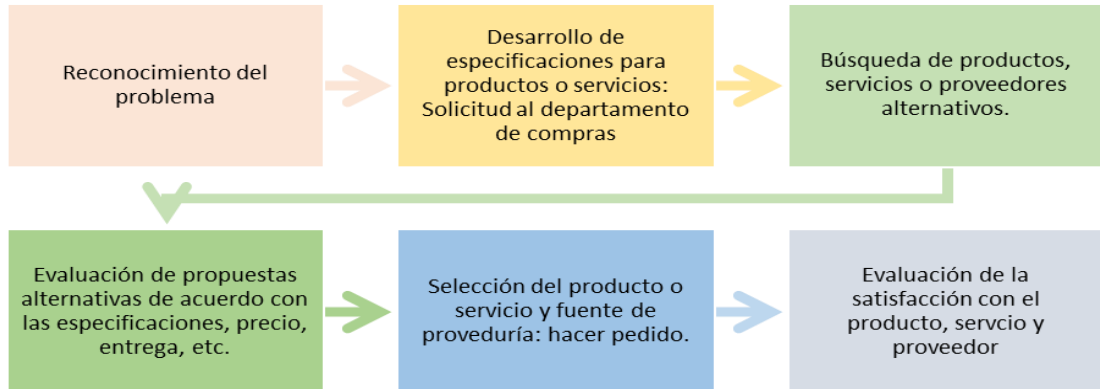 Reconocimiento del
problema
Desarrollo de
especificaciones para
productos o servicios:
Solicitud al departamento
de compras
Búsqueda de productos,
servicios o proveedores
alternativos.
Evaluación de propuestas
alternativas de acuerdo con
las especificaciones, precio,
entrega, etc.
Selección del producto o
servicio y fuente de
proveduría: hacer pedido.
Evaluación de la
satisfacción con el
producto, servcio y
proveedor